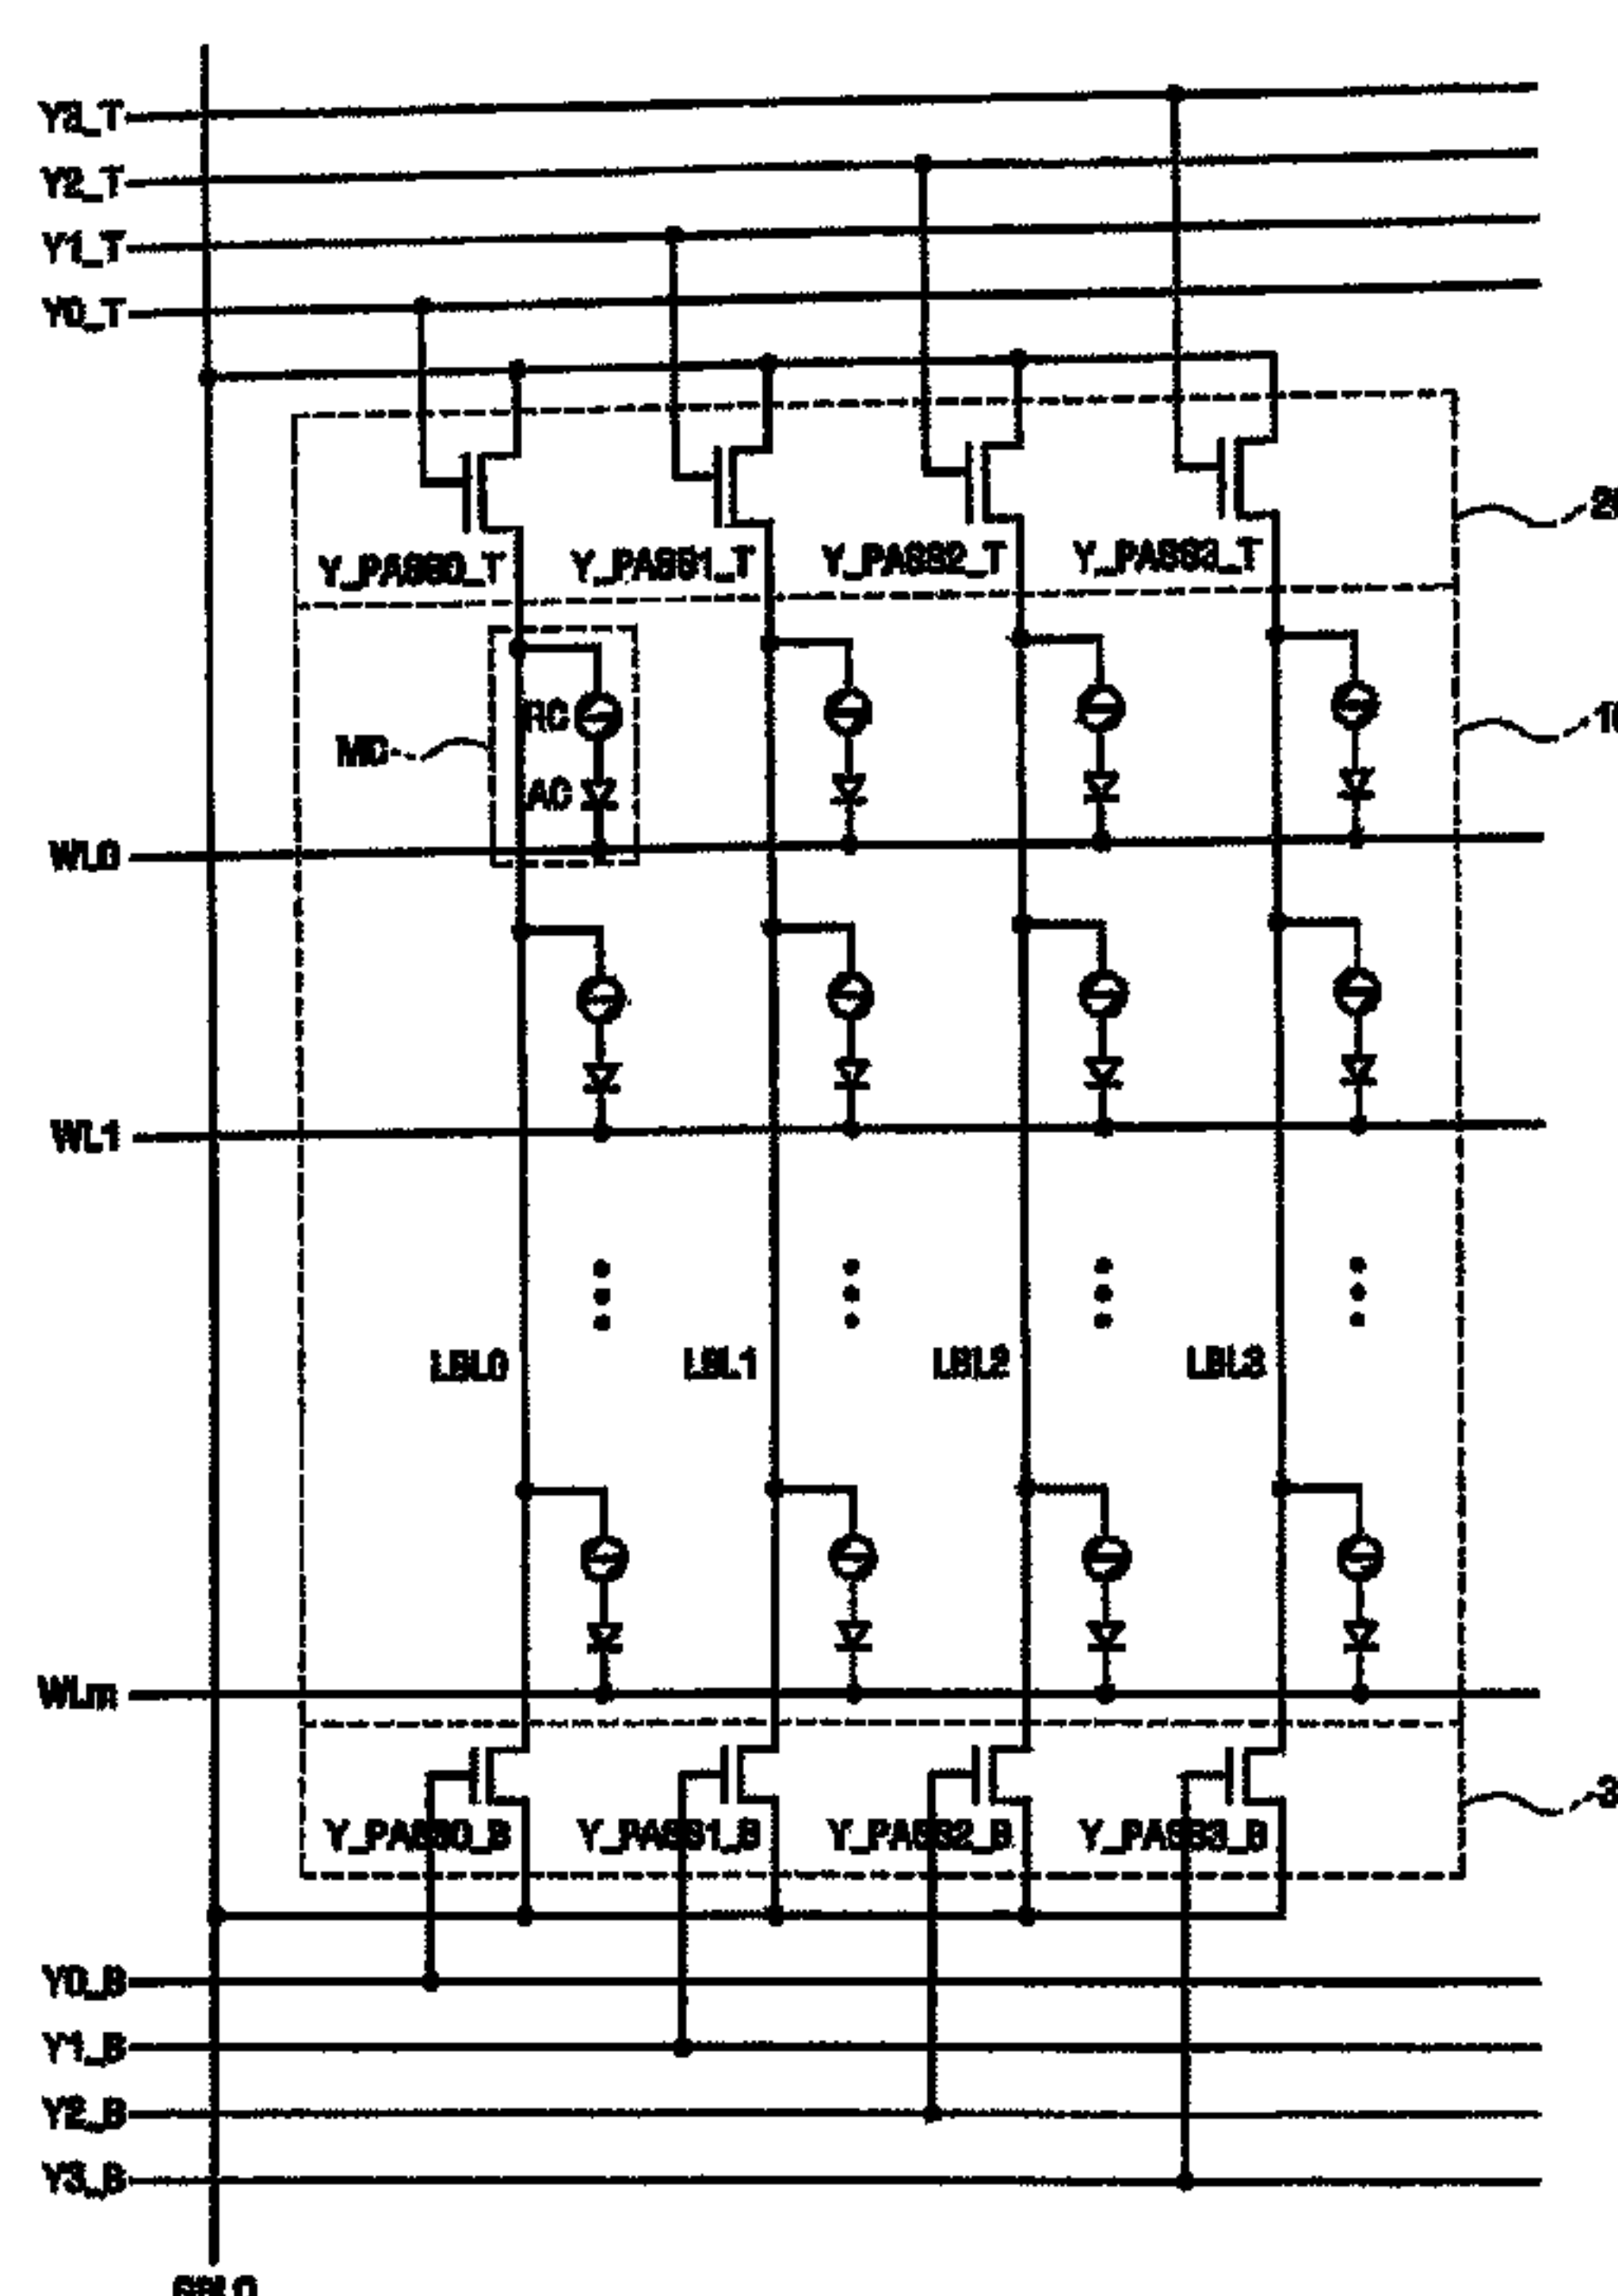 Y3_T
Y2_T
Y1_T
Y0_T
Y_PASS0_T Y_PASS1_T Y_PASS2_T Y_PASS3_T
RC
MC
AC
WL0
WL1
LBL0 LBL1 LBL2 LBL3
WLm
Y_PASS0_B Y_PASS1_B Y_PASS2_B Y_PASS3_B
Y0_B
Y1_B
Y2_B
Y3_B